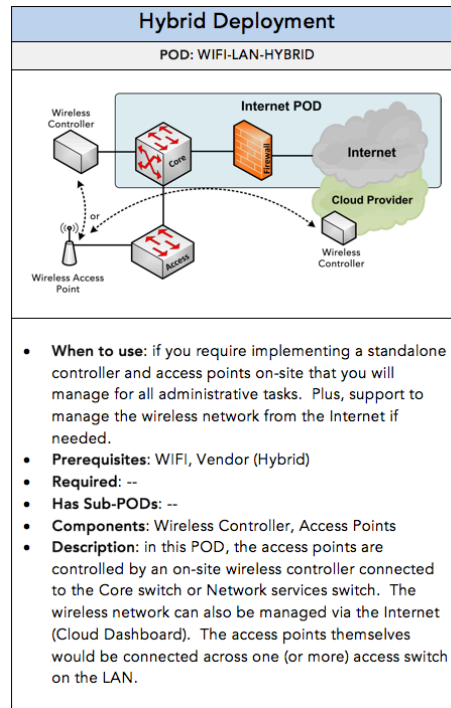 Hybrid Deployment
POD: WIFI-LAN-HYBRID
Internet POD
Wireless
Controller
Core
Firewall
Internet
Cloud Provider
or
Access
Wireless
Controller
Wireless Access
Point
• When to use: if you require implementing a standalone
controller and access points on-site that you will
manage for all administrative tasks.  Plus, support to
manage the wireless network from the Internet if
needed.
• Prerequisites: WIFI, Vendor (Hybrid)
• Required: --
• Has Sub-PODs: --
• Components: Wireless Controller, Access Points
• Description: in this POD, the access points are
controlled by an on-site wireless controller connected
to the Core switch or Network services switch.  The
wireless network can also be managed via the Internet
(Cloud Dashboard).  The access points themselves
would be connected across one (or more) access switch
on the LAN.